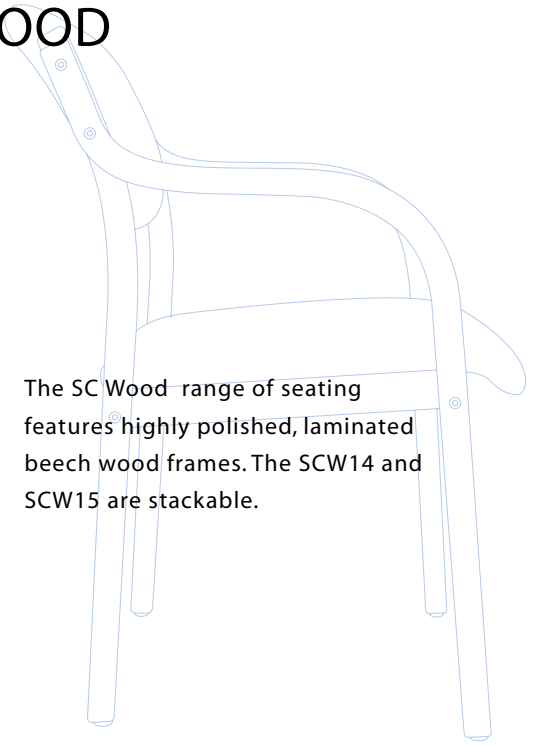 OOD
The SC Wood range of seating
features highly polished, laminated
beech wood frames. The SCW14 and
SCW15 are stackable.